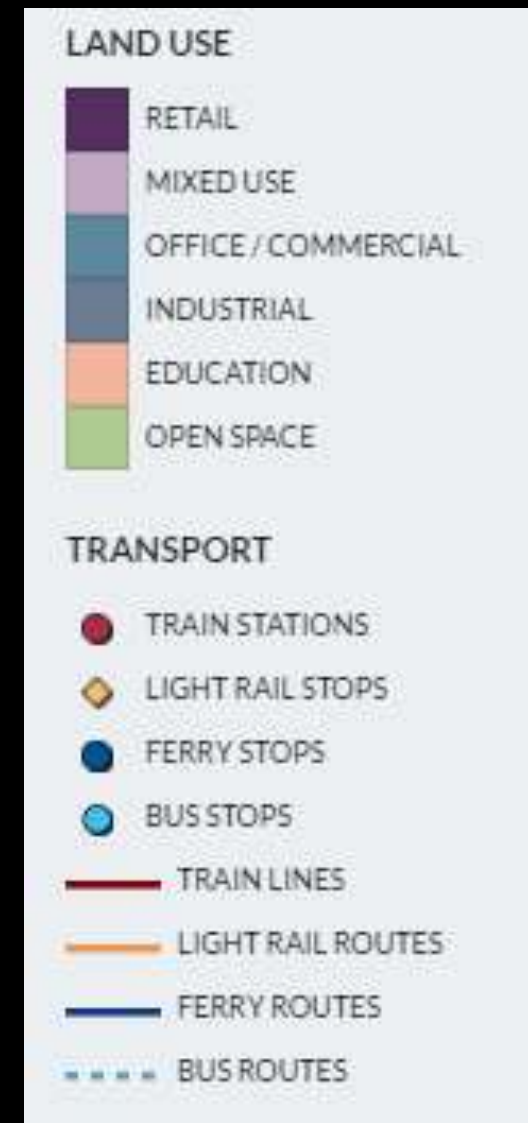 LAND USE
RETAIL
MIXED USE
OFFICE / COMMERCIAL
INDUSTRIAL
EDUCATION
OPEN SPACE
TRANSPORT
TRAIN STATIONS
LIGHT RAIL STOPS
FERRY STOPS
BUS STOPS
TRAIN LINES
LIGHT RAIL ROUTES
FERRY ROUTES
BUS ROUTES